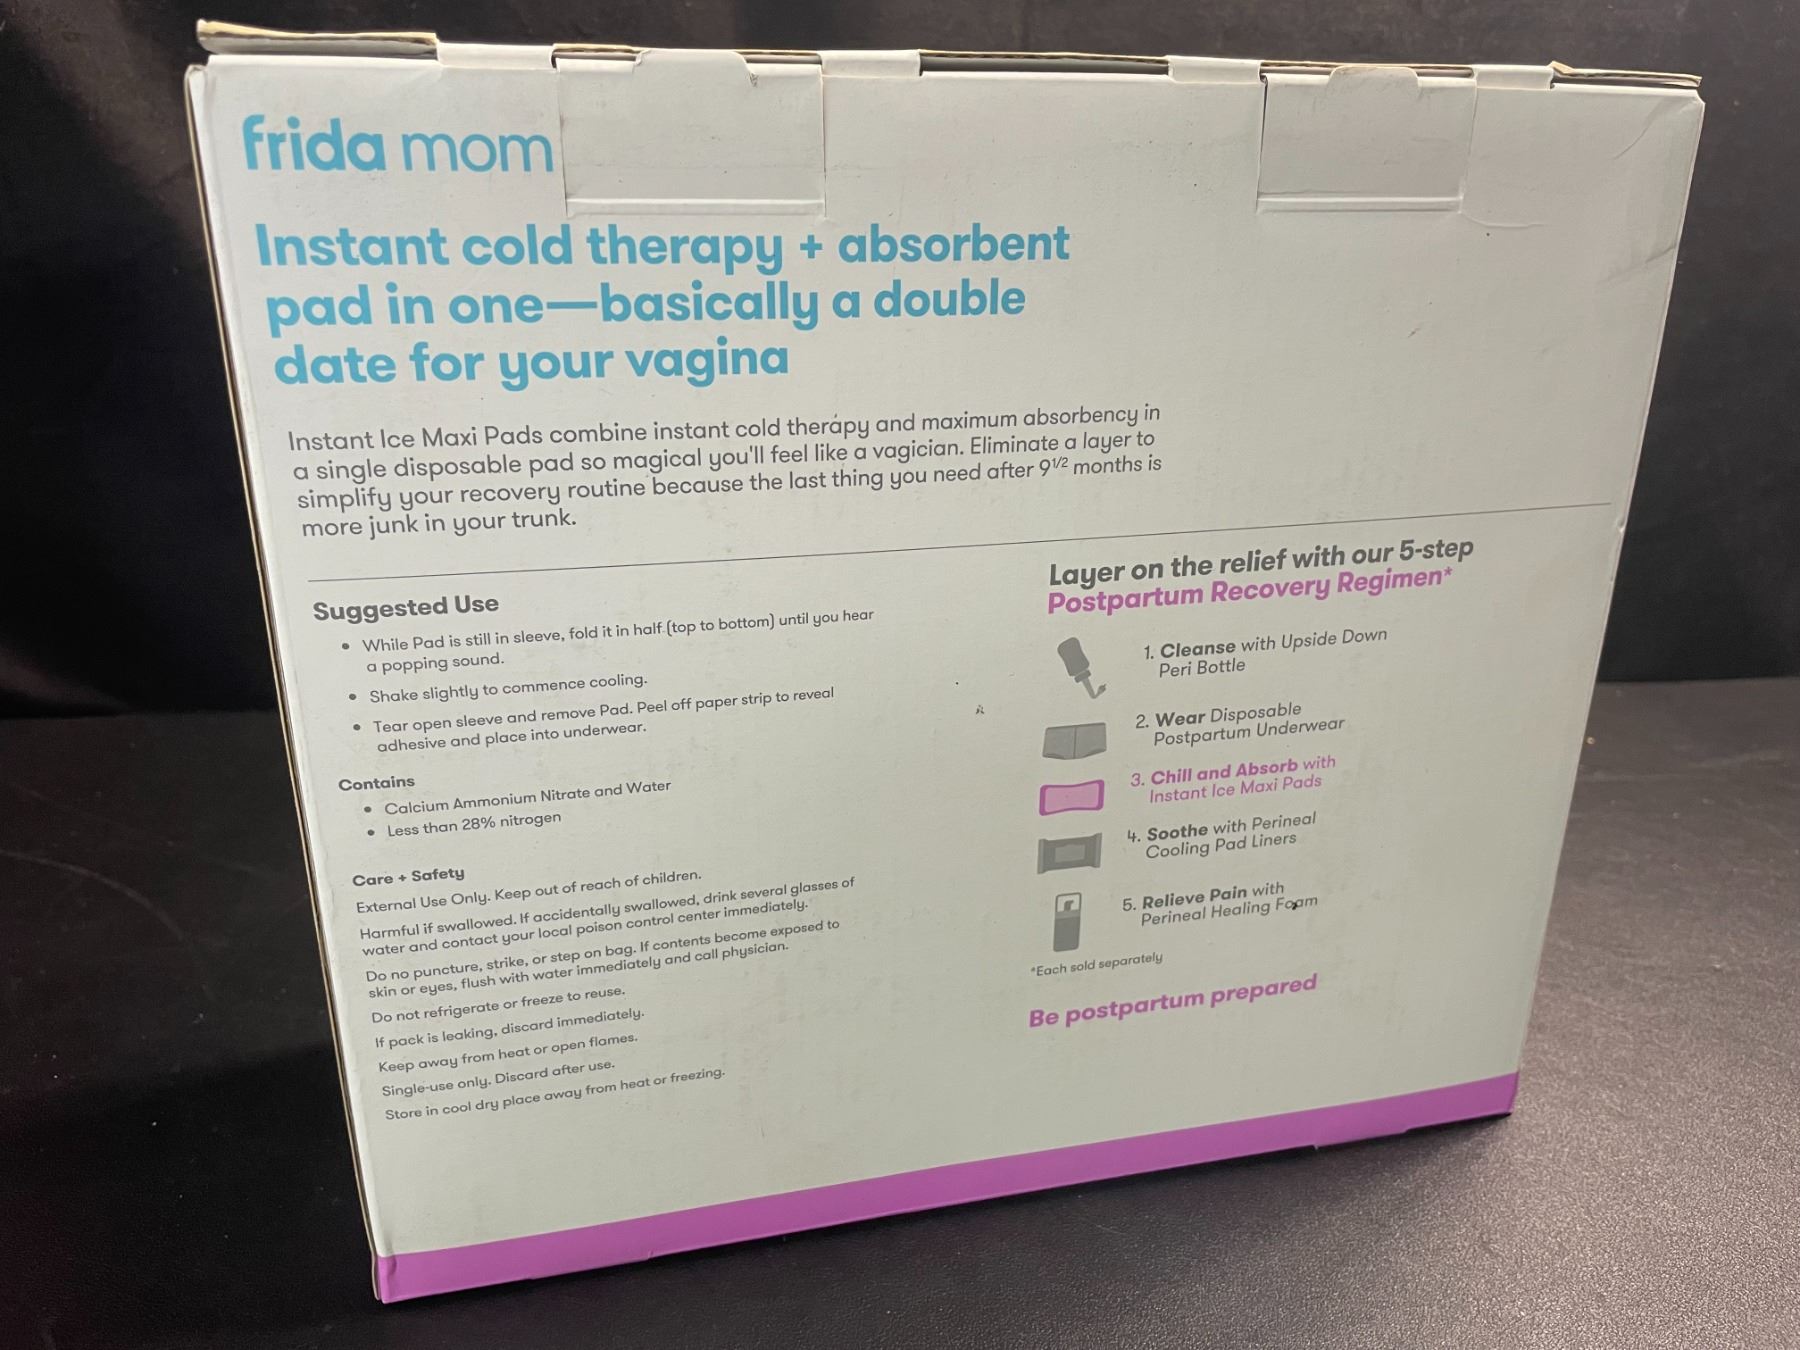 frida mom
Instant cold therapy + absorbent
pad in one—basically a double
date for your vagina
Instant Ice Maxi Pads combine instant cold therapy and maximum absorbency in
a single disposable pad so magical you'll feel like a vagician. Eliminate a layer to
simplify your recovery routine because the last thing you need after 9 1/2 months is
more junk in your trunk.
Suggested Use
• While Pad is still in sleeve, fold it in half (top to bottom) until you hear
a popping sound.
• Shake slightly to commence cooling.
• Tear open sleeve and remove Pad. Peel off paper strip to reveal
adhesive and place into underwear.
Contains
• Calcium Ammonium Nitrate and Water
• Less than 28% nitrogen
Care + Safety
External Use Only. Keep out of reach of children.
Harmful if swallowed. If accidentally swallowed, drink several glasses of
water and contact your local poison control center immediately.
Do no puncture, strike, or step on bag. If contents become exposed to
skin or eyes, flush with water immediately and call physician.
Do not refrigerate or freeze to reuse.
If pack is leaking, discard immediately.
Keep away from heat or open flames.
Single-use only. Discard after use.
Store in cool dry place away from heat or freezing.
Layer on the relief with our 5-step
Postpartum Recovery Regimen*
1. Cleanse with Upside Down
Peri Bottle
2. Wear Disposable
Postpartum Underwear
3. Chill and Absorb with
Instant Ice Maxi Pads
4. Soothe with Perineal
Cooling Pad Liners
5. Relieve Pain with
Perineal Healing Foam
*Each sold separately
Be postpartum prepared